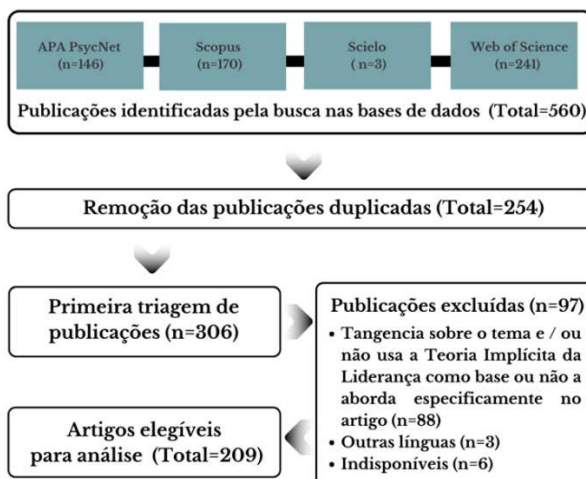 APA PsycNet
(n=146)
Scopus
(n=170)
Scielo
( n=3)
Web of Science
(n=241)
Publicações identificadas pela busca nas bases de dados (Total=560)
Remoção das publicações duplicadas (Total=254)
Primeira triagem de
publicações (n=306)
Publicações excluídas (n=97)
• Tangencia sobre o tema e / ou
não usa a Teoria Implícita da
Liderança como base ou não a
aborda especificamente no
artigo (n=88)
• Outras línguas (n=3)
• Indisponíveis (n=6)
Artigos elegíveis
para análise (Total=209)